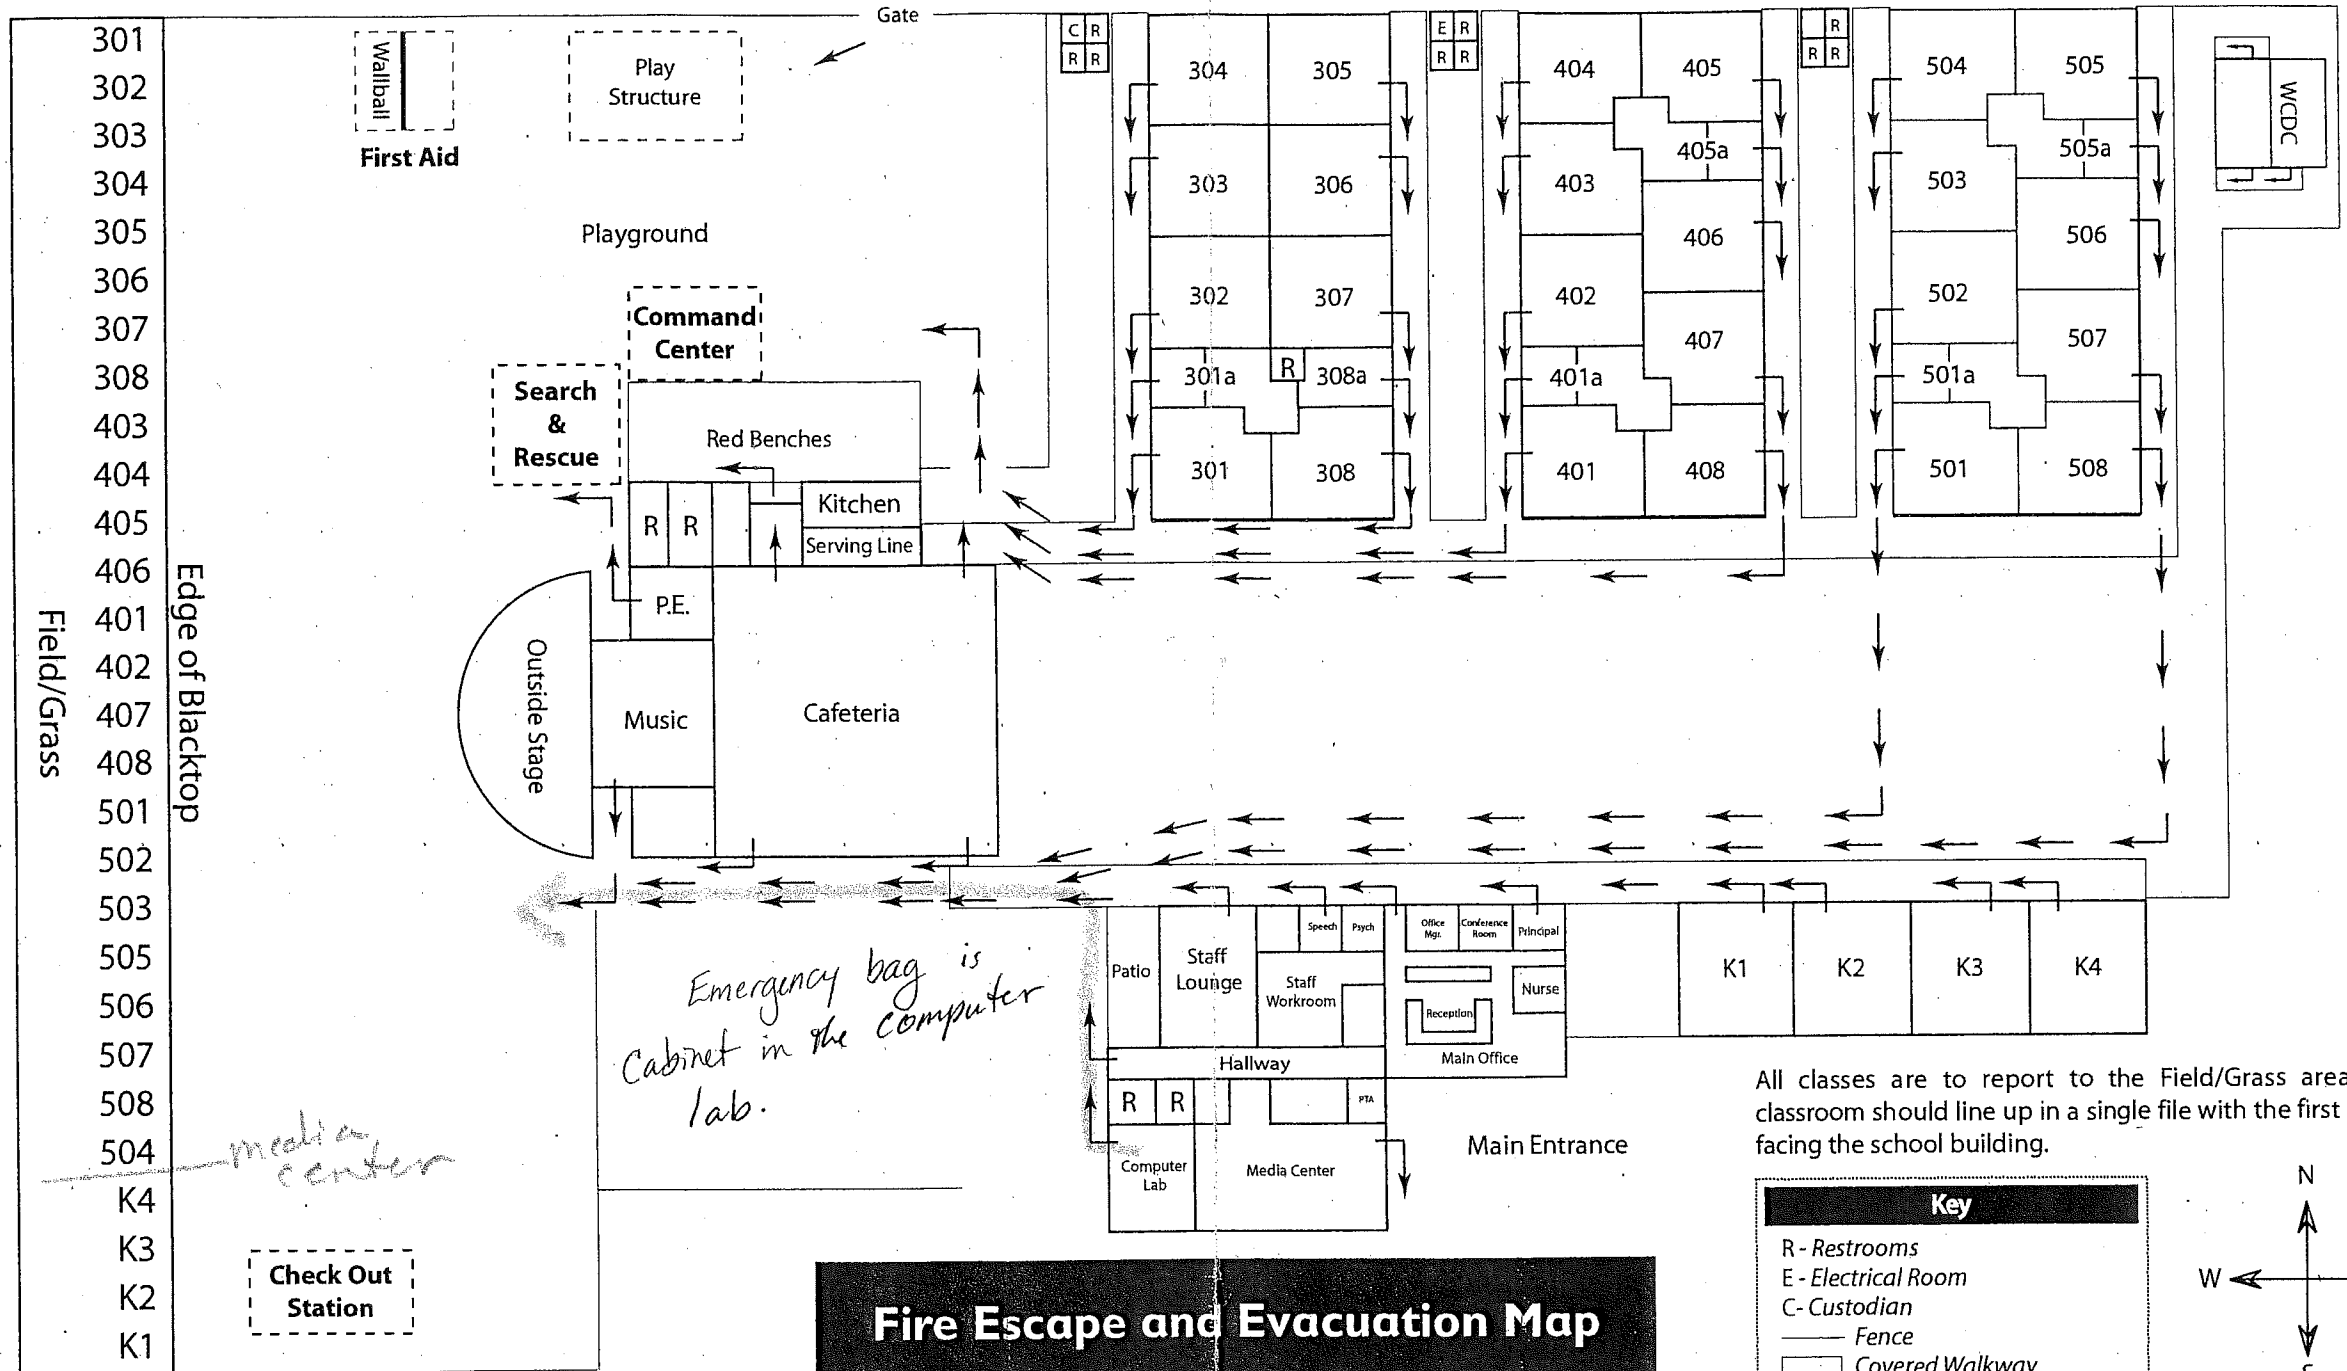 Gate
301
302
303
304
305
306
307
308
403
404
405
406
401
402
407
408
501
502
503
505
506
507
508
504
K4
K3
K2
K1
Field/Grass
Edge of Blacktop
Wallball
First Aid
Play
Structure
Playground
Command
Center
Search
&
Rescue
Red Benches
R
R
Kitchen
Serving Line
P.E.
Outside Stage
Music
Cafeteria
C R
R R
304 305
303 306
302 307
301a R 308a
301 308
E R
R R
404 405
405a
403
406
402
407
401a
401 408
R
R R
504 505
505a
503
506
502
507
501a
501 508
WCDC
Emergency bag is
Cabinet in the computer
lab.
media
center
Check Out
Station
Patio
Staff
Lounge
Speech
Psych
Staff
Workroom
Office
Mgr.
Conference
Room
Principal
Nurse
Reception
Main Office
Hallway
R
R
PTA
Computer
Lab
Media Center
Main Entrance
K1
K2
K3
K4
All classes are to report to the Field/Grass area
classroom should line up in a single file with the first
facing the school building.
Key
R - Restrooms
E - Electrical Room
C- Custodian
Fence
Covered Walkway
N
W
Fire Escape and Evacuation Map